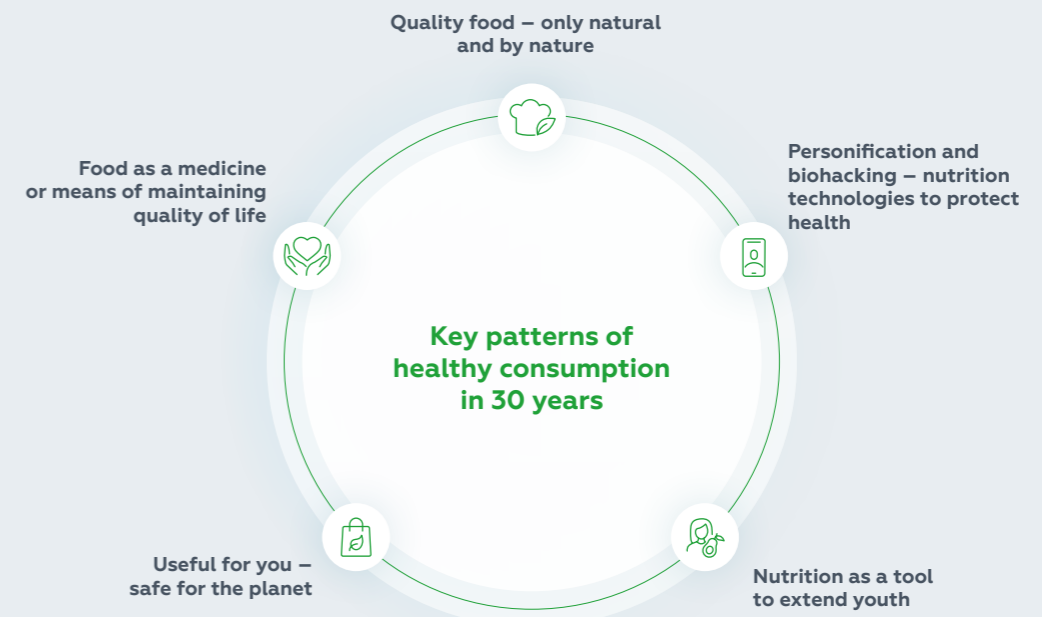 Quality food – only natural
and by nature
Food as a medicine
or means of maintaining
quality of life
Personification and
biohacking – nutrition
technologies to protect
health
Key patterns of
healthy consumption
in 30 years
Useful for you –
safe for the planet
Nutrition as a tool
to extend youth